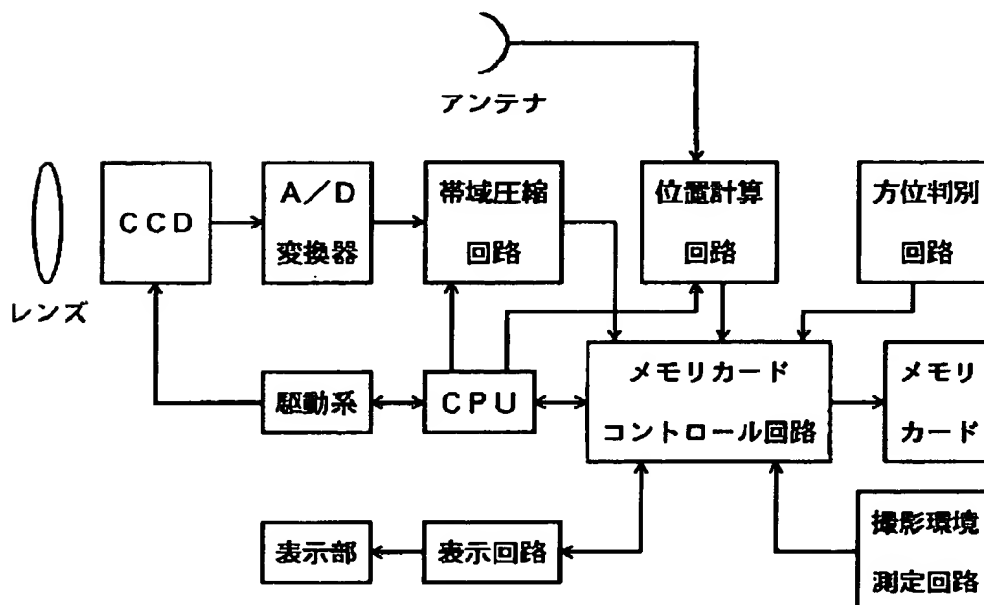 アンテナ
CCD
A/D
変換器
帯域圧縮
回路
位置計算
回路
方位判別
回路
レンズ
駆動系
CPU
メモリカード
コントロール回路
メモリ
カード
表示部
表示回路
撮影環境
測定回路